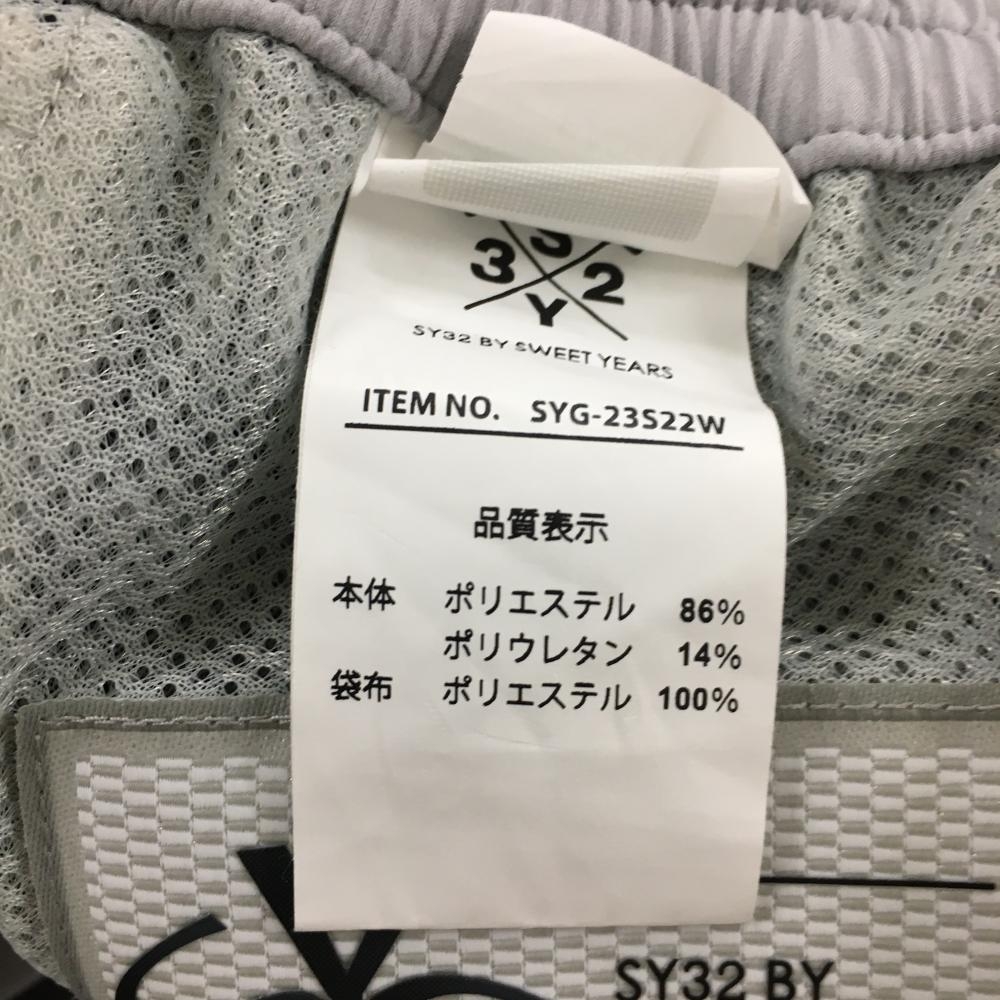 S
3 2
Y
SY32 BY SWEET YEARS
ITEM NO. SYG-23S22W
品質表示
本体 ポリエステル 86%
ポリウレタン 14%
袋布 ポリエステル 100%
SY32 BY